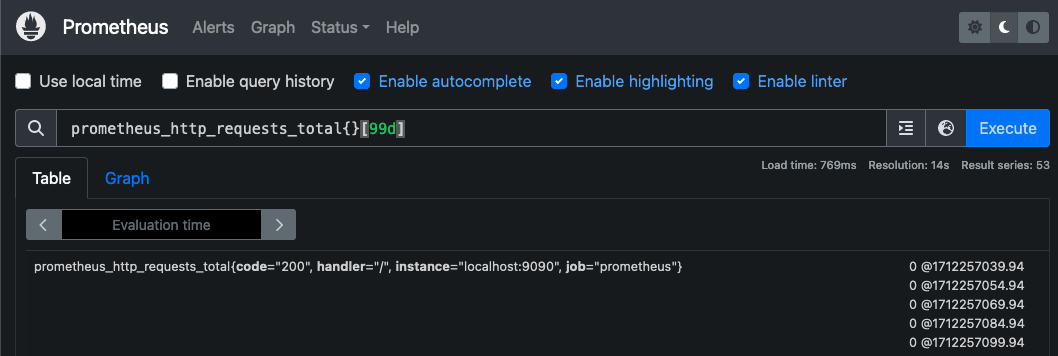 Prometheus Alerts Graph Status Help
Use local time Enable query history Enable autocomplete Enable highlighting Enable linter
prometheus_http_requests_total{}[99d] Execute
Load time: 769ms Resolution: 14s Result series: 53
Table Graph
Evaluation time
prometheus_http_requests_total{code="200", handler="/", instance="localhost:9090", job="prometheus"} 0 @1712257039.94
0 @1712257054.94
0 @1712257069.94
0 @1712257084.94
0 @1712257099.94